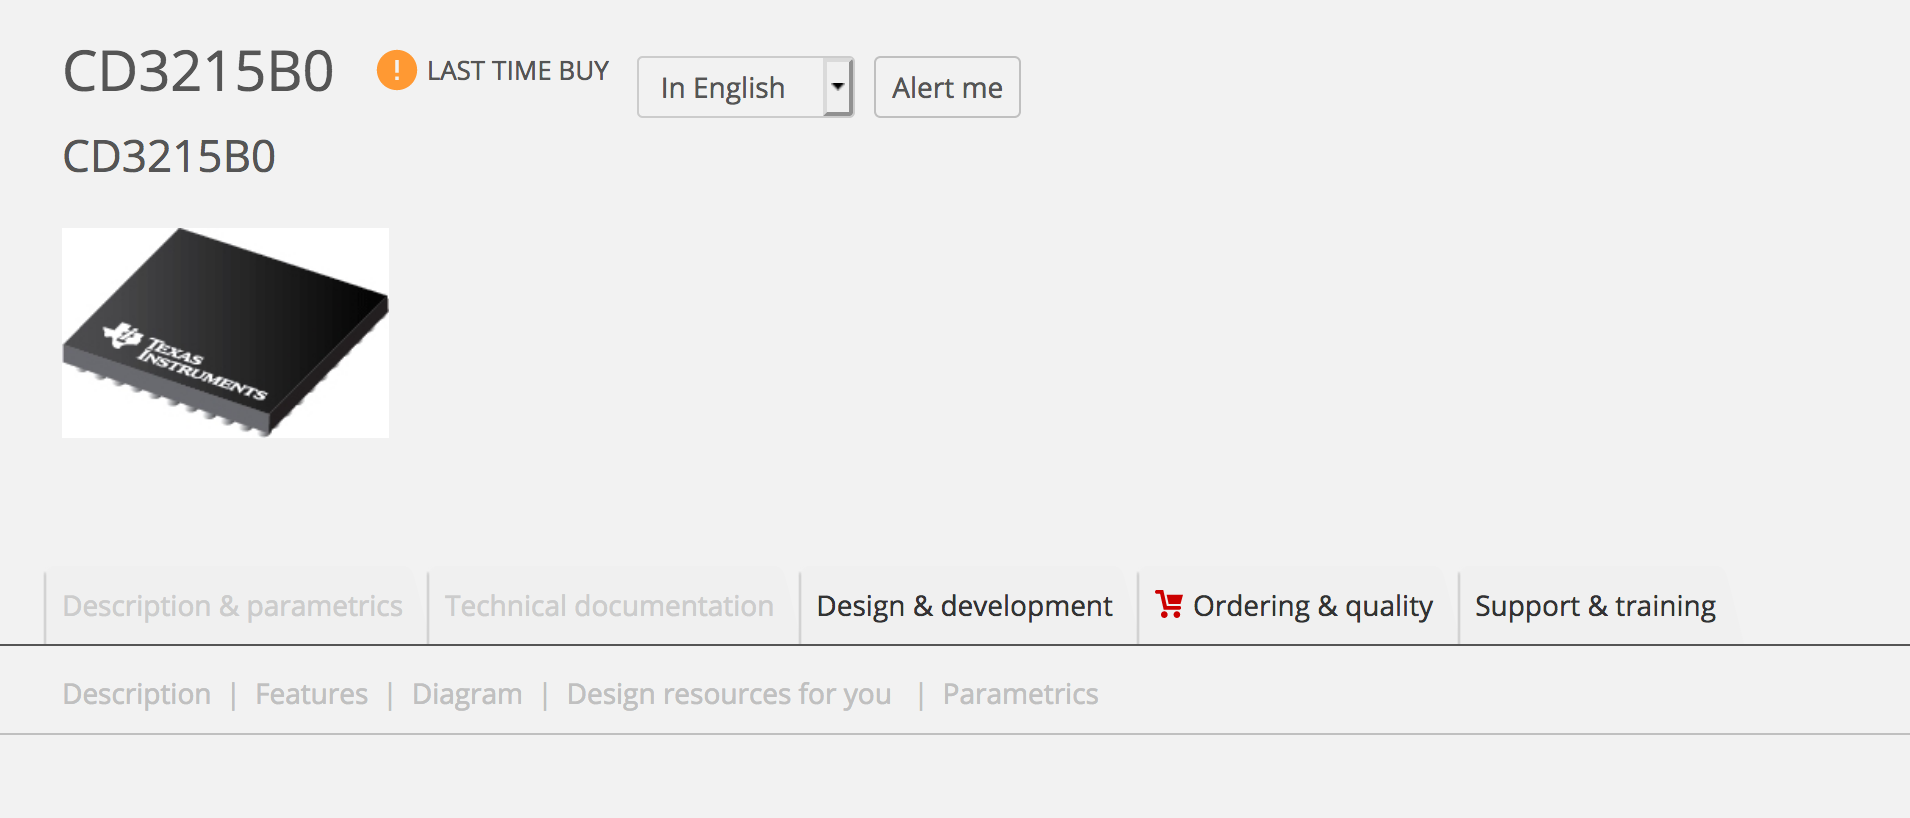 CD3215B0 ! LAST TIME BUY In English Alert me
CD3215B0
TEXAS
INSTRUMENTS
Description & parametrics Technical documentation Design & development Ordering & quality Support & training
Description | Features | Diagram | Design resources for you | Parametrics